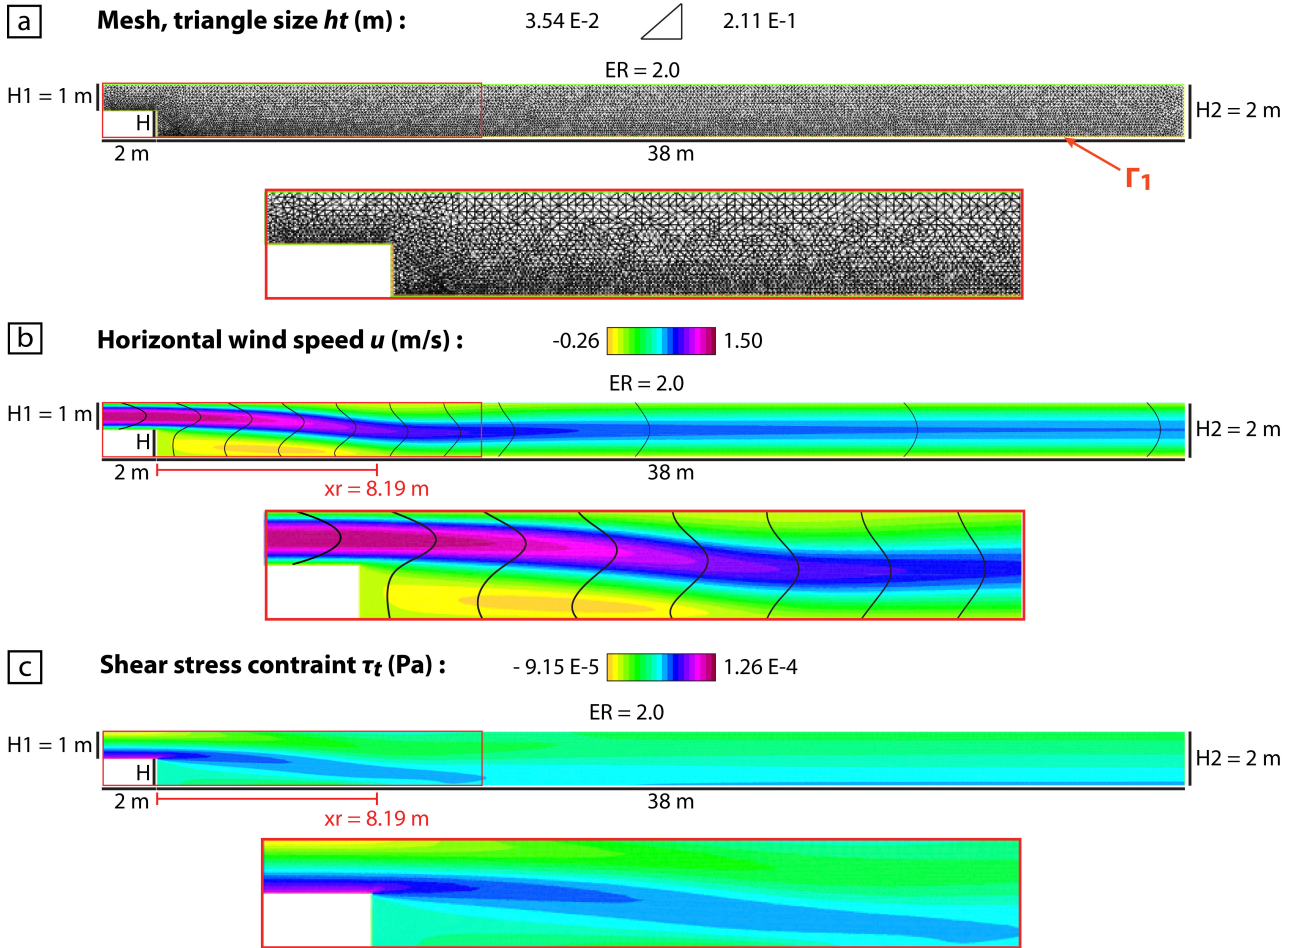 a
Mesh, triangle size ht (m) :
3.54 E-2
2.11 E-1
ER = 2.0
H1 = 1 m
H
H2 = 2 m
2 m
38 m
Γ1
b
Horizontal wind speed u (m/s) :
-0.26
1.50
ER = 2.0
H1 = 1 m
H
H2 = 2 m
2 m
38 m
xr = 8.19 m
c
Shear stress contraint τt (Pa) :
- 9.15 E-5
1.26 E-4
ER = 2.0
H1 = 1 m
H
H2 = 2 m
2 m
38 m
xr = 8.19 m